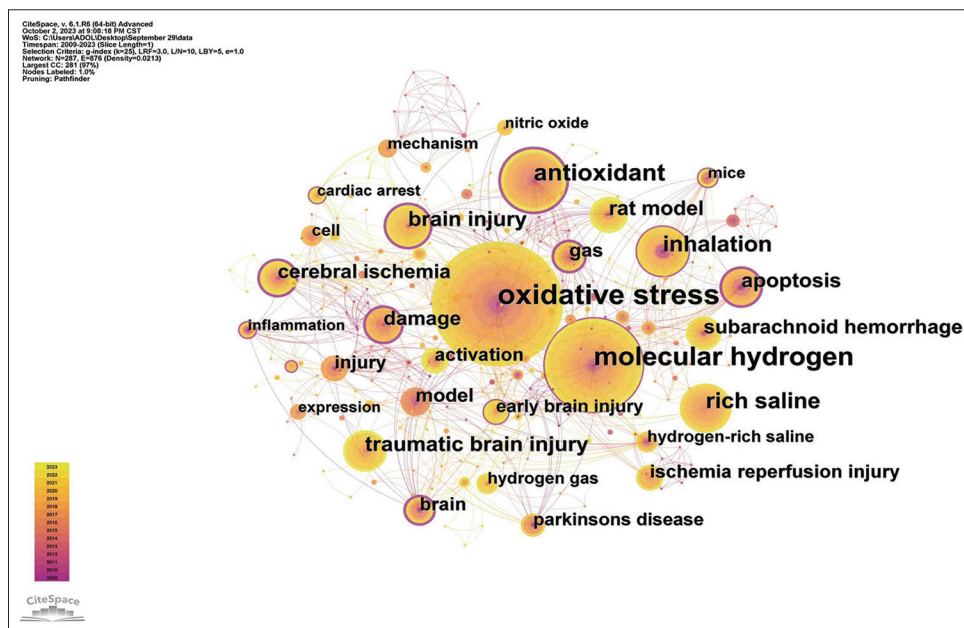 CiteSpace, v. 6.1.R6 (64-bit) Advanced
October 2, 2023 at 9:08:18 PM CST
WoS: C:\Users\ADOL\Desktop\September 29\data
Timespan: 2009-2023 (Slice Length=1)
Selection Criteria: g-index (k=25), LRF=3.0, L/N=10, LBY=5, e=1.0
Network: N=287, E=876 (Density=0.0213)
Largest CC: 281 (97%)
Nodes Labeled: 1.0%
Pruning: Pathfinder
nitric oxide
mechanism
antioxidant
mice
cardiac arrest
brain injury
rat model
cell
gas
inhalation
cerebral ischemia
apoptosis
oxidative stress
inflammation
damage
subarachnoid hemorrhage
activation
molecular hydrogen
injury
model
rich saline
expression
early brain injury
traumatic brain injury
hydrogen-rich saline
hydrogen gas
ischemia reperfusion injury
brain
parkinsons disease
2023
2022
2021
2020
2019
2018
2017
2016
2015
2014
2013
2012
2011
2010
2009
CiteSpace